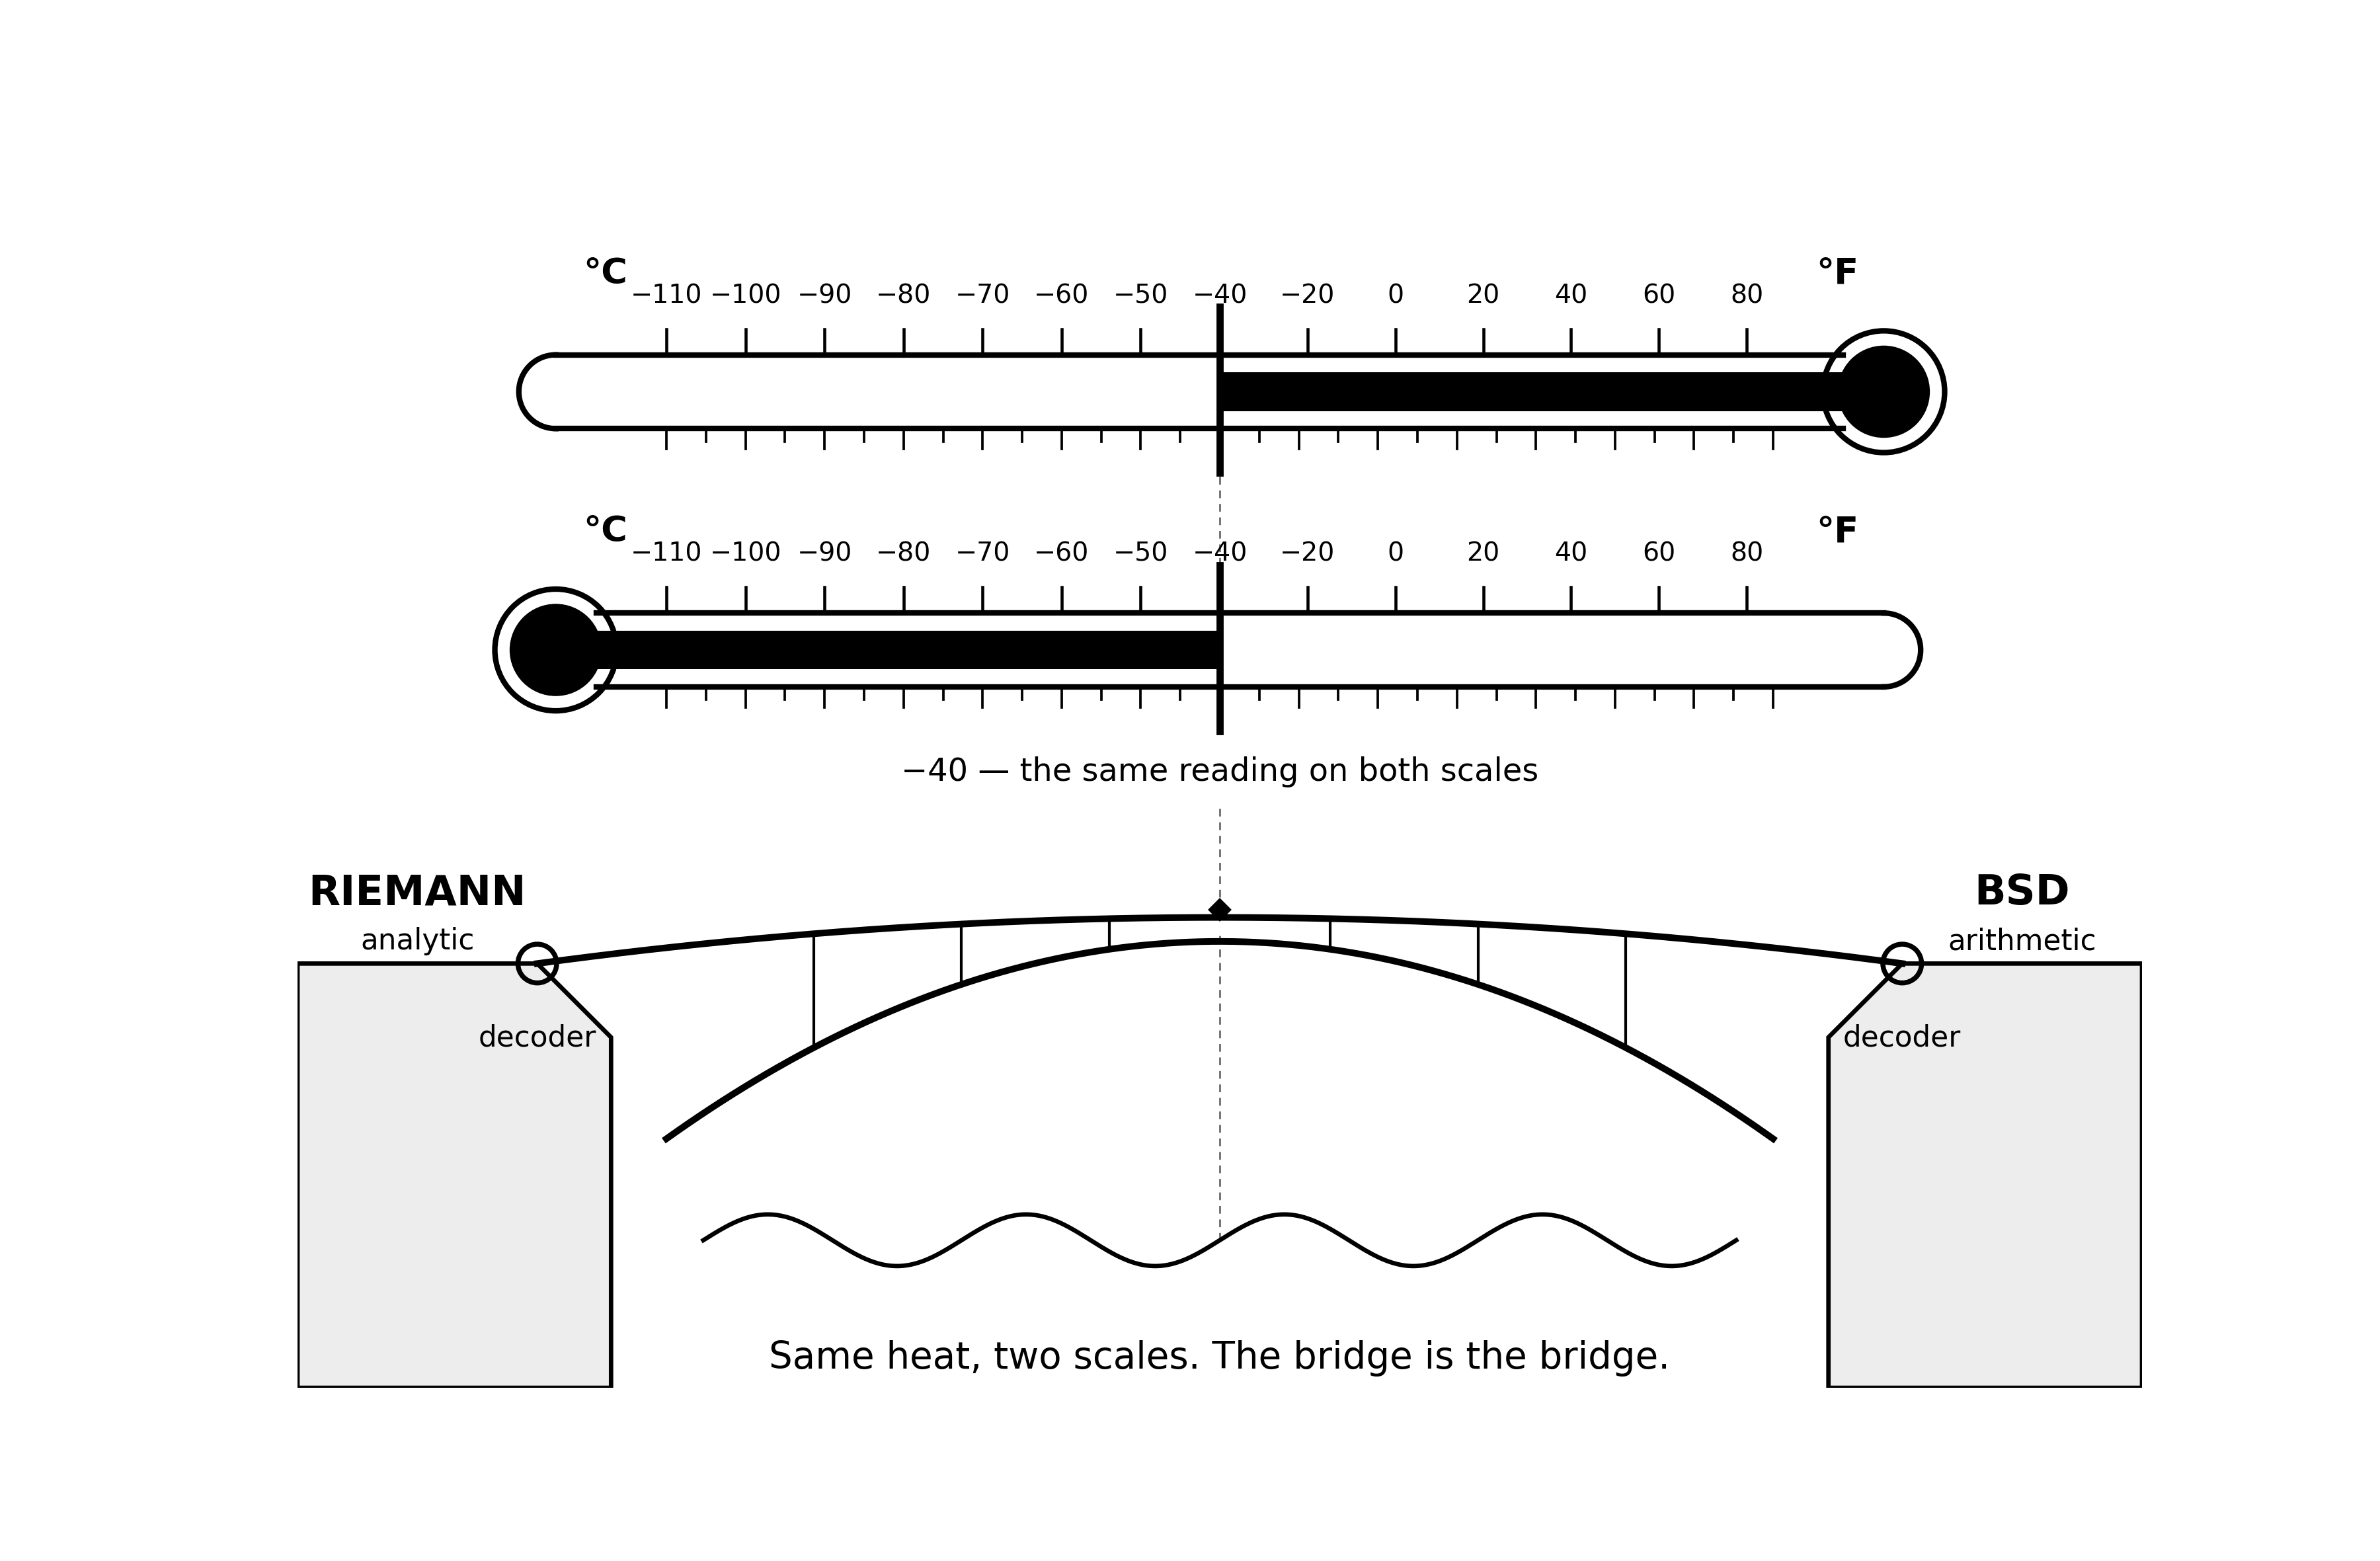 °C °F
−110 −100 −90 −80 −70 −60 −50 −40 −20 0 20 40 60 80
°C °F
−110 −100 −90 −80 −70 −60 −50 −40 −20 0 20 40 60 80
−40 — the same reading on both scales
RIEMANN BSD
analytic arithmetic
decoder decoder
Same heat, two scales. The bridge is the bridge.